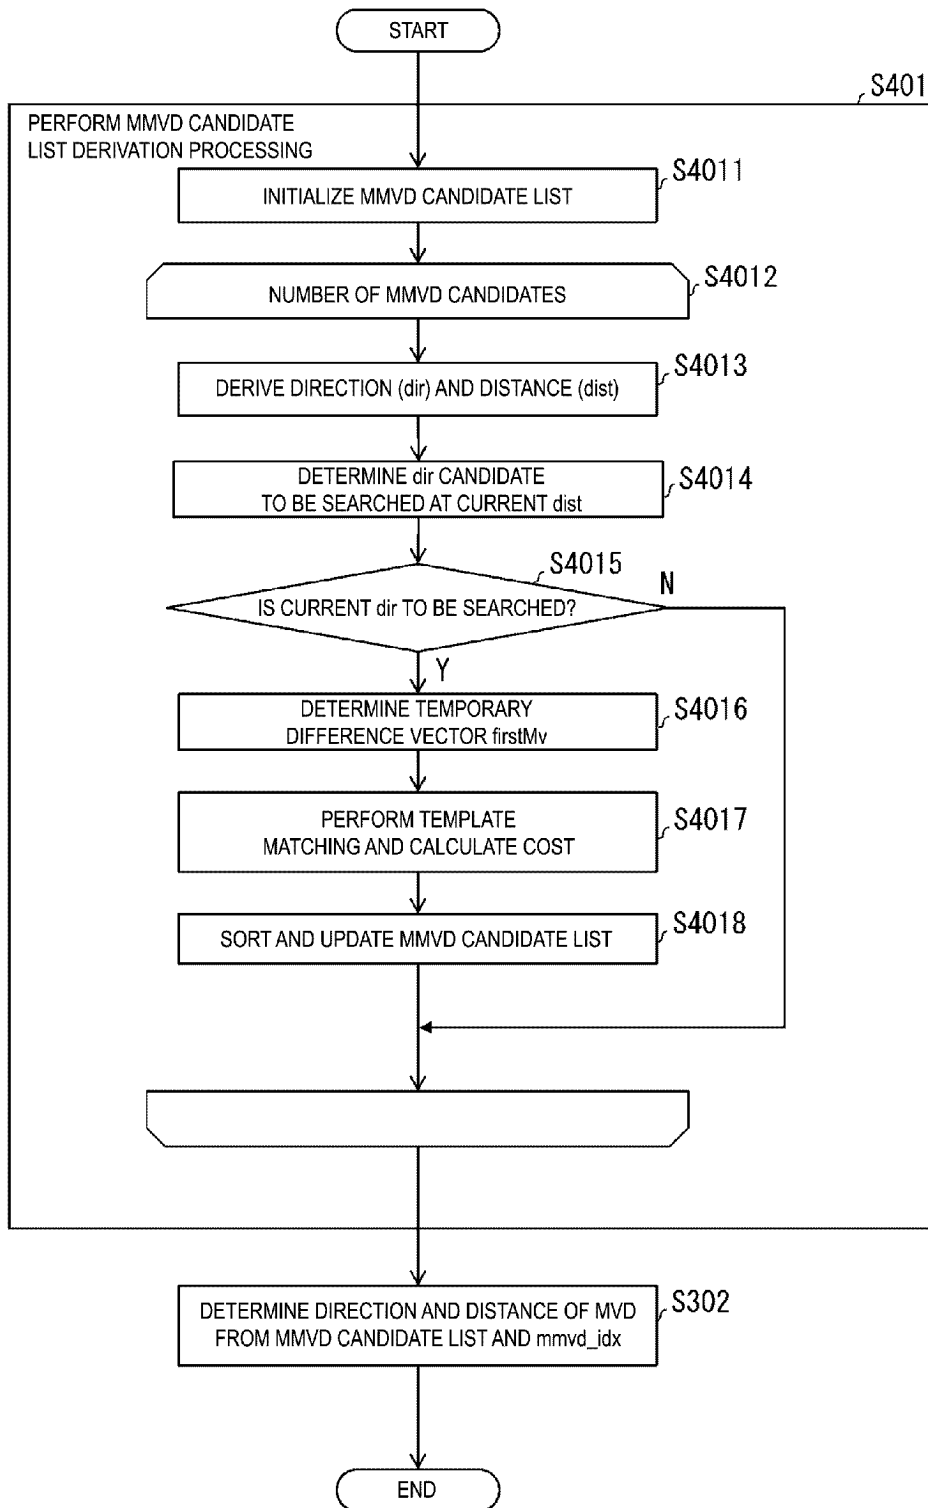 START
S401
PERFORM MMVD CANDIDATE
LIST DERIVATION PROCESSING
S4011
INITIALIZE MMVD CANDIDATE LIST
S4012
NUMBER OF MMVD CANDIDATES
S4013
DERIVE DIRECTION (dir) AND DISTANCE (dist)
S4014
DETERMINE dir CANDIDATE
TO BE SEARCHED AT CURRENT dist
S4015
N
IS CURRENT dir TO BE SEARCHED?
Y
S4016
DETERMINE TEMPORARY
DIFFERENCE VECTOR firstMv
S4017
PERFORM TEMPLATE
MATCHING AND CALCULATE COST
S4018
SORT AND UPDATE MMVD CANDIDATE LIST
S302
DETERMINE DIRECTION AND DISTANCE OF MVD
FROM MMVD CANDIDATE LIST AND mmvd_idx
END